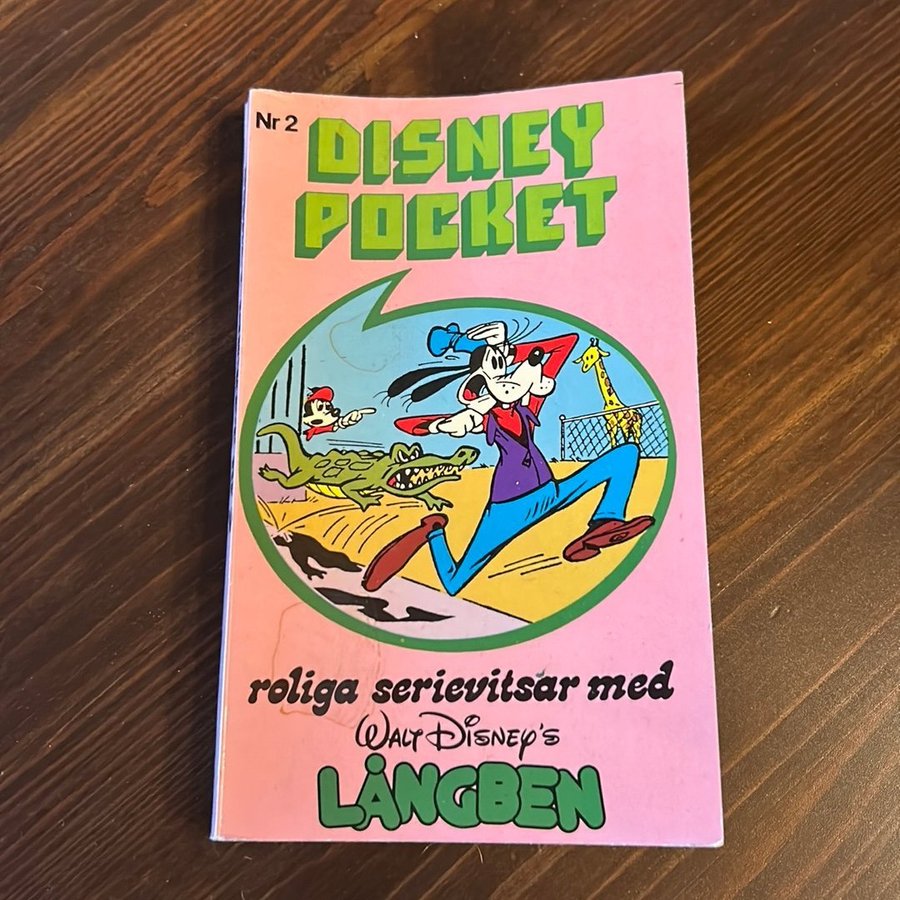 Nr 2
DISNEY
POCKET
roliga serievitsar med
WALT DISNEY'S
LÅNGBEN